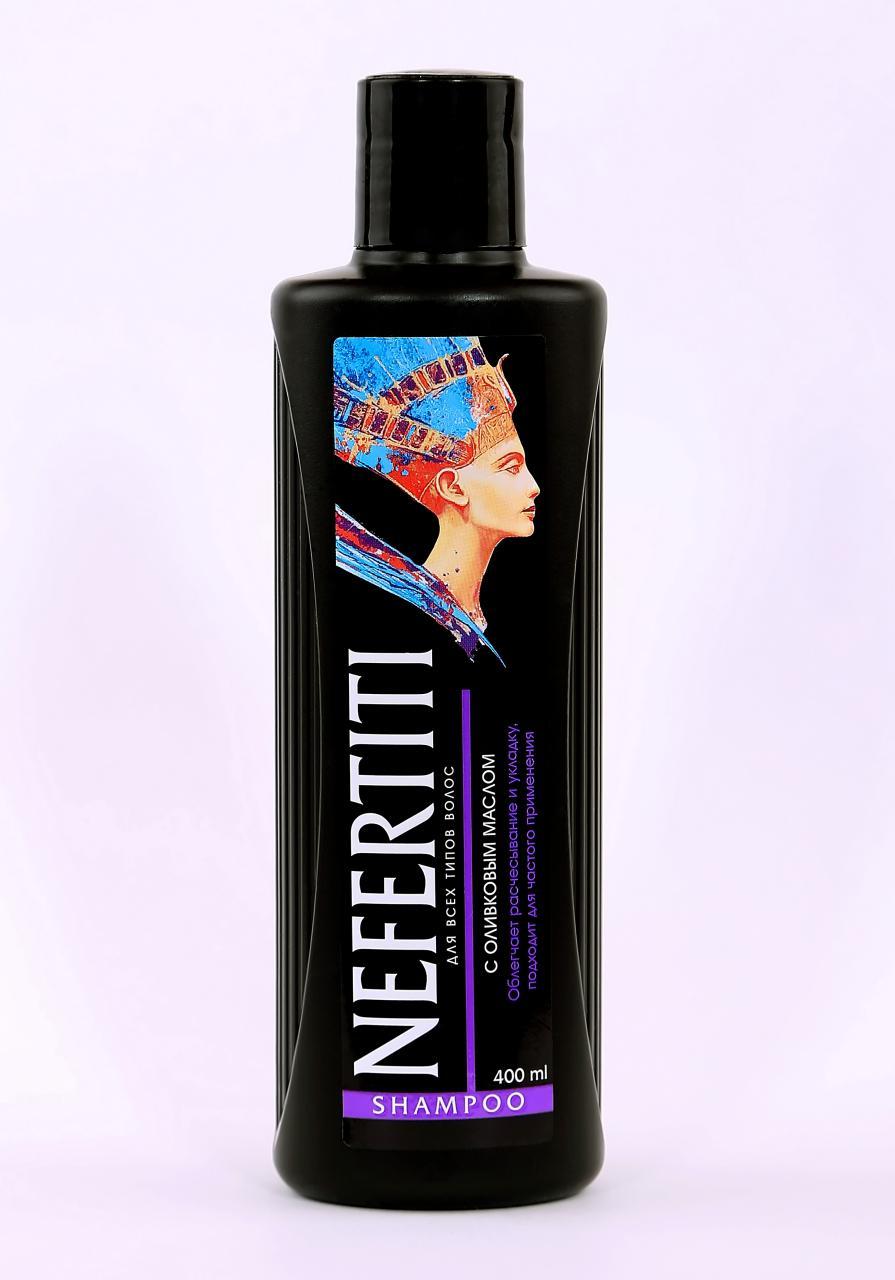 NEFERTITI
ДЛЯ ВСЕХ ТИПОВ ВОЛОС
С ОЛИВКОВЫМ МАСЛОМ
Облегчает расчесывание и укладку,
подходит для частого применения
400 ml
SHAMPOO